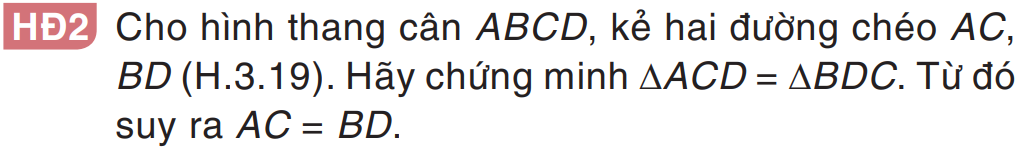 HĐ2 Cho hình thang cân ABCD, kẻ hai đường chéo AC,
BD (H.3.19). Hãy chứng minh ΔACD = ΔBDC. Từ đó
suy ra AC = BD.